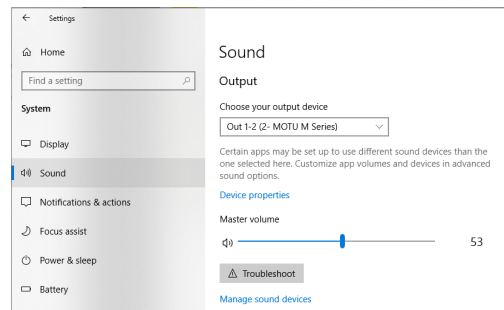 Settings
Home
Find a setting
System
Display
Sound
Notifications & actions
Focus assist
Power & sleep
Battery
Sound
Output
Choose your output device
Out 1-2 (2- MOTU M Series)
Certain apps may be set up to use different sound devices than the
one selected here. Customize app volumes and devices in advanced
sound options.
Device properties
Master volume
53
Troubleshoot
Manage sound devices